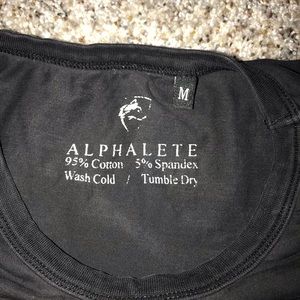 M
ALPHALETE
95% Cotton 5% Spandex
Wash Cold / Tumble Dry